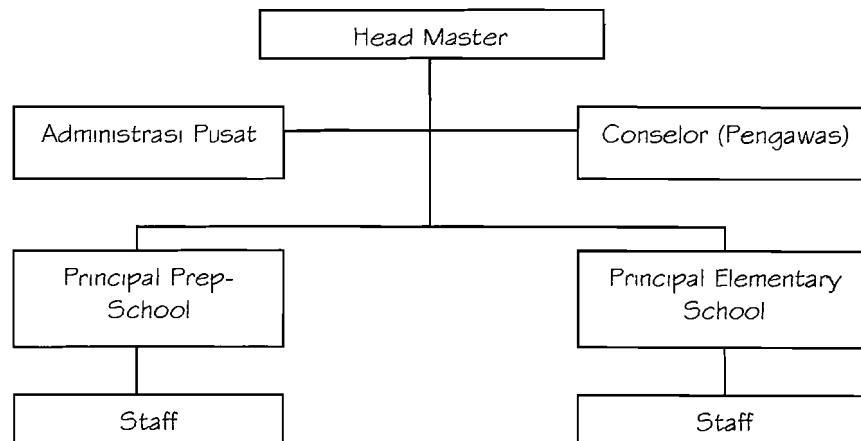 Head Master
Administrasi Pusat
Conselor (Pengawas)
Principal Prep-
School
Principal Elementary
School
Staff
Staff